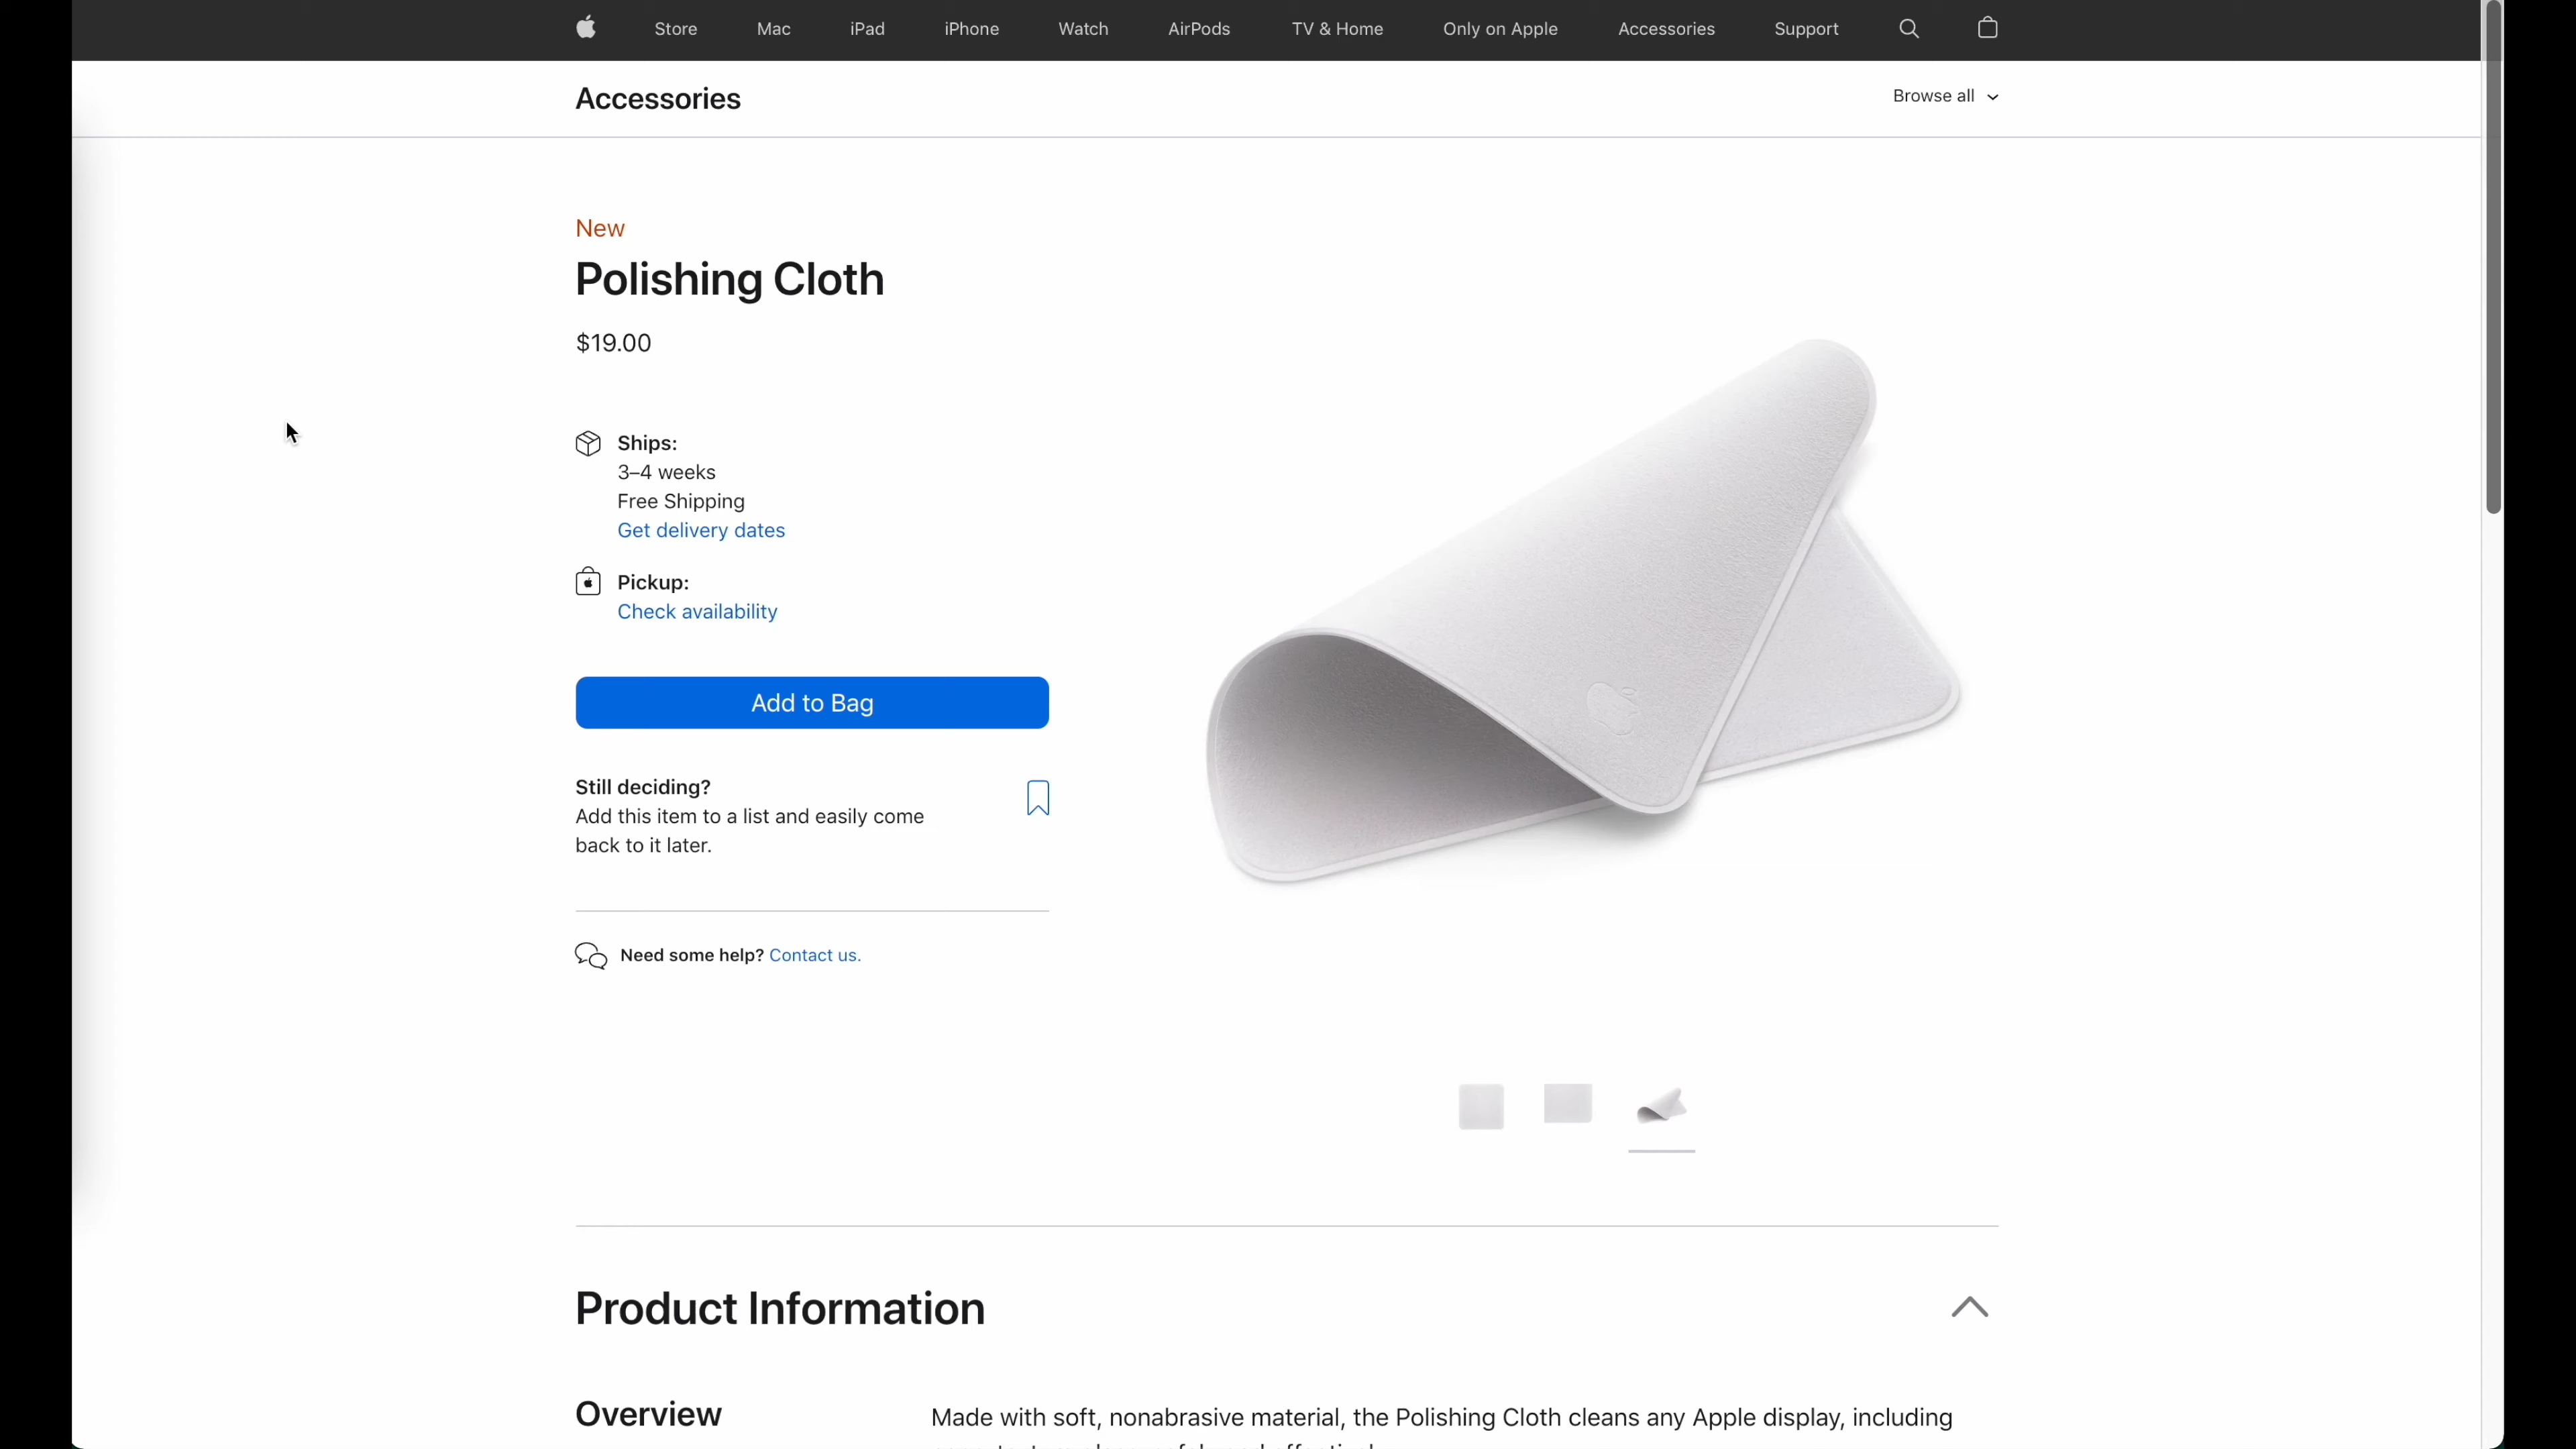 Store Mac iPad iPhone Watch AirPods TV & Home Only on Apple Accessories Support
Accessories
Browse all
New
Polishing Cloth
$19.00
Ships:
3–4 weeks
Free Shipping
Get delivery dates
Pickup:
Check availability
Add to Bag
Still deciding?
Add this item to a list and easily come
back to it later.
Need some help? Contact us.
Product Information
Overview
Made with soft, nonabrasive material, the Polishing Cloth cleans any Apple display, including